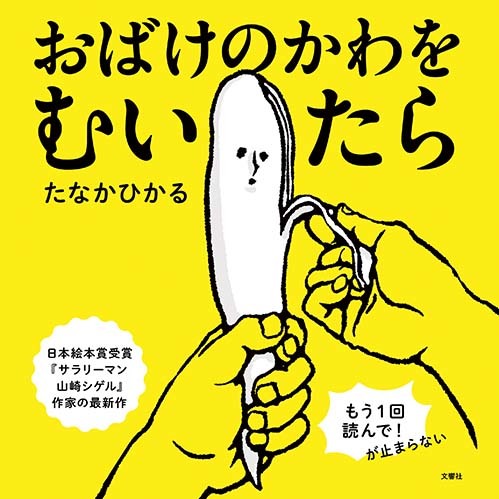 おばけのかわを
むいたら
たなかひかる
日本絵本賞受賞
『サラリーマン
山崎シゲル』
作家の最新作
もう1回
読んで!
が止まらない
文響社